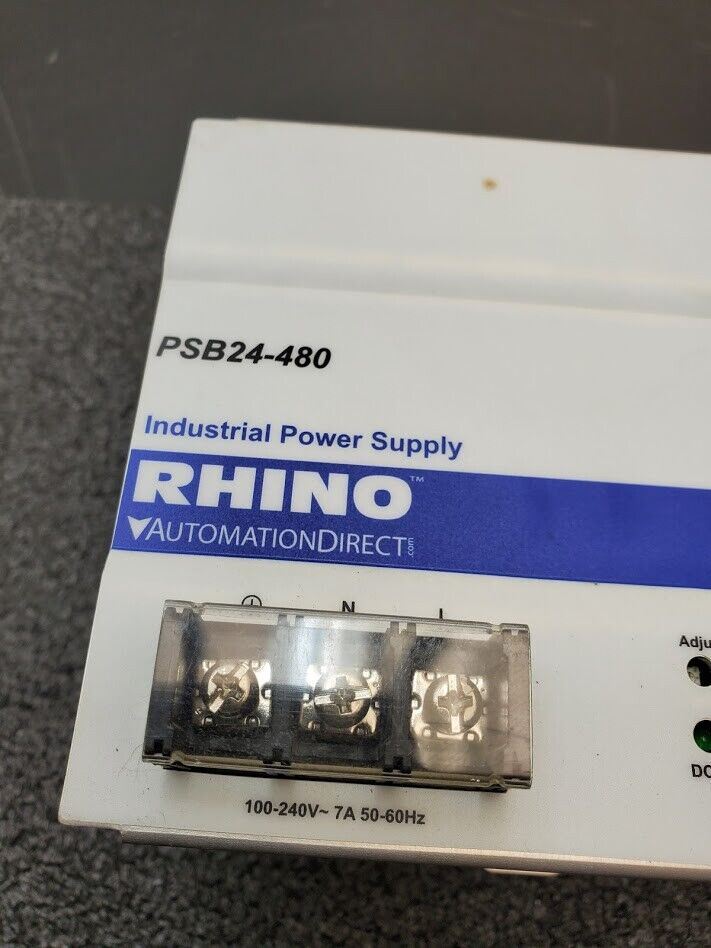 PSB24-480
Industrial Power Supply
RHINO™
AUTOMATIONDIRECT.com
N L
Adju
DC
100-240V~ 7A 50-60Hz